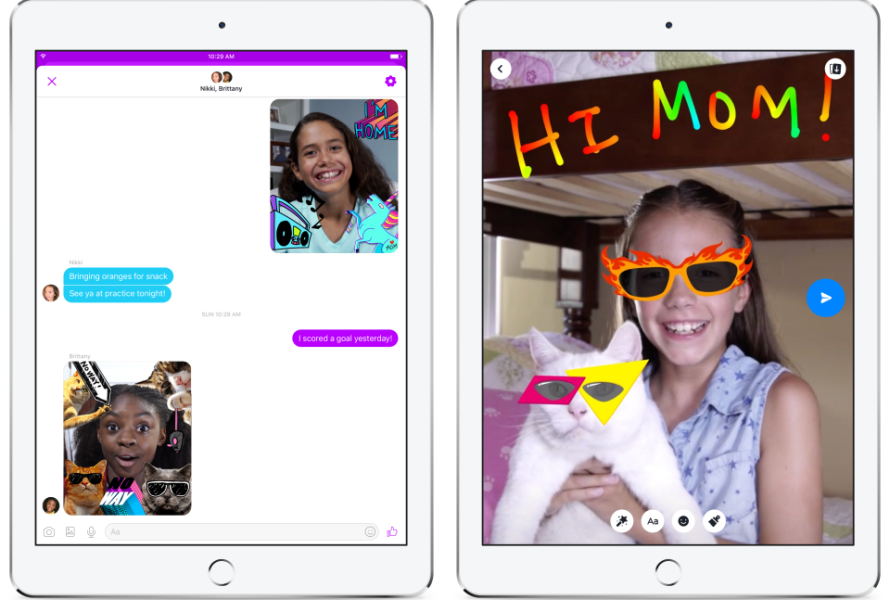 10:29 AM
Nikki, Brittany
I'M
HOME
Nikki
Bringing oranges for snack
See ya at practice tonight!
SUN 10:29 AM
I scored a goal yesterday!
Brittany
NO WAY!
NO
WAY
Aa
HI MOM!
Aa